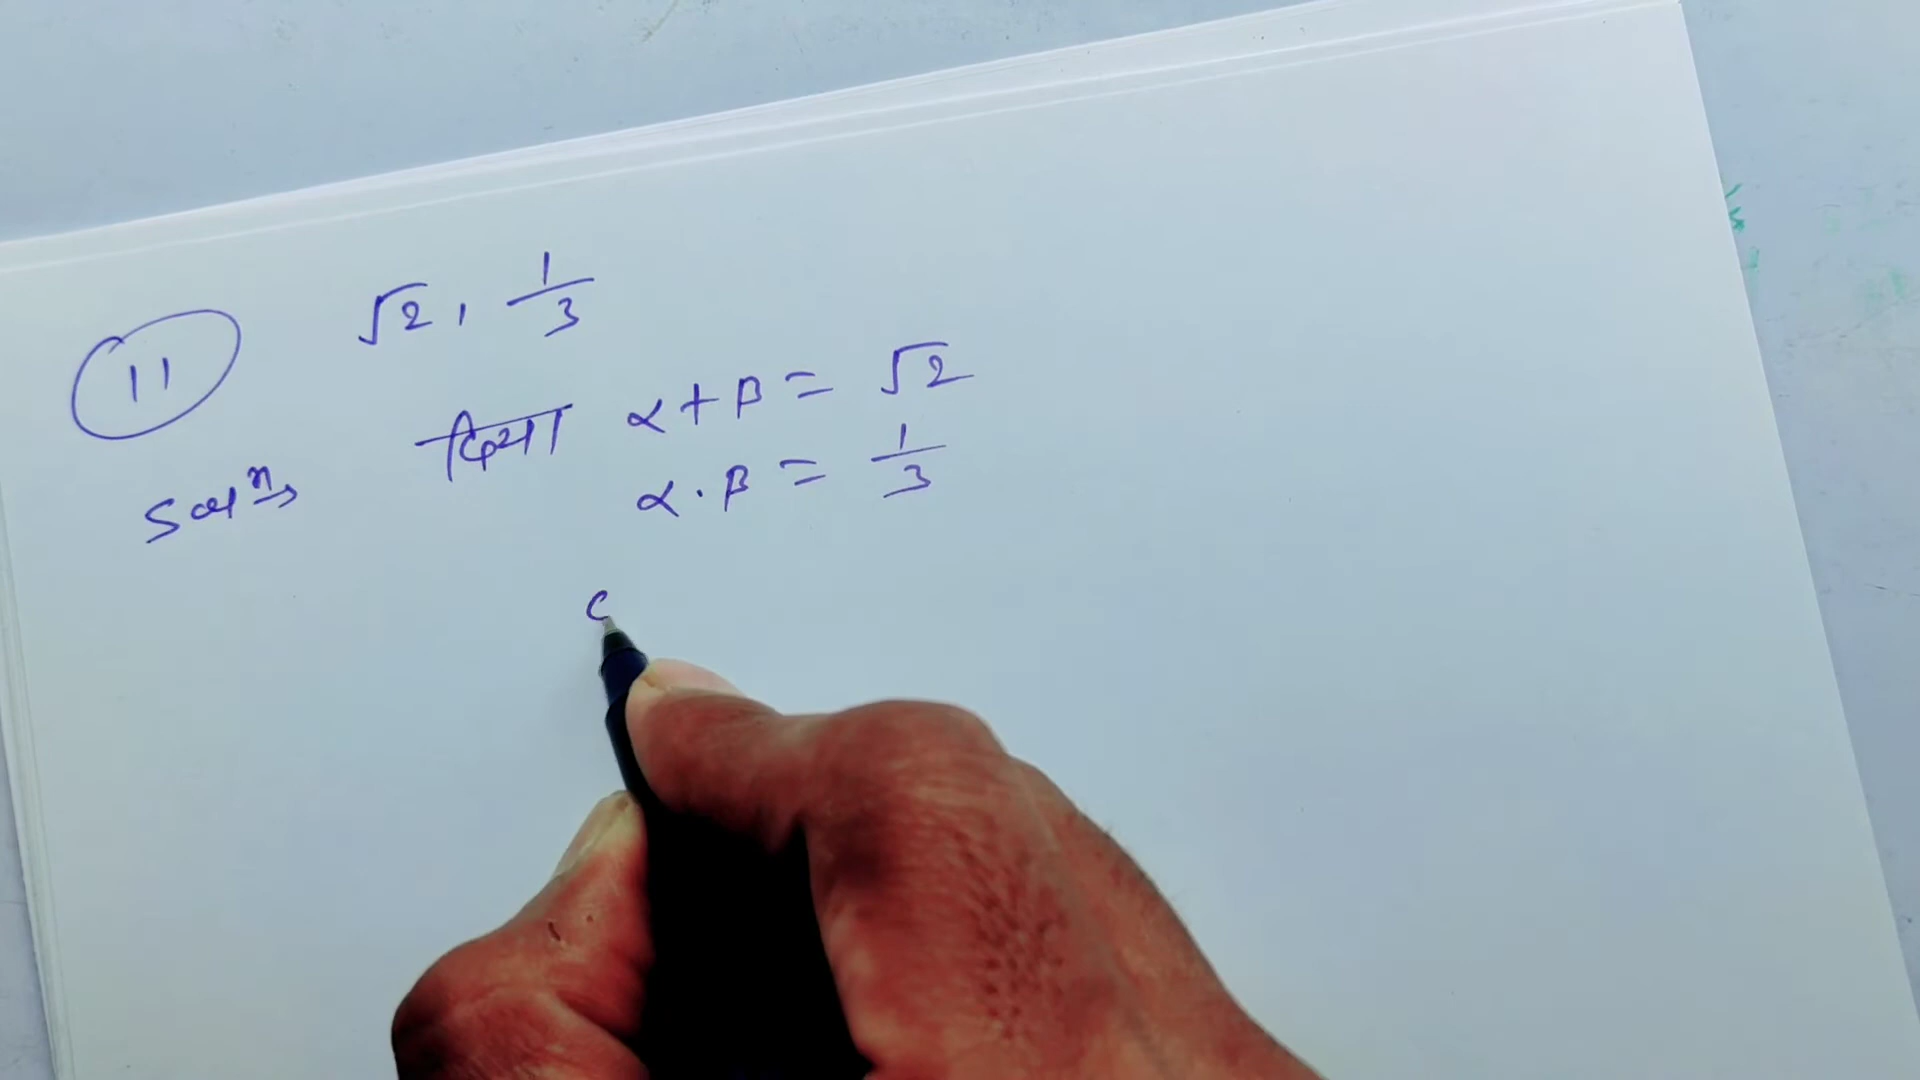 11 √2, 1/3
Solⁿ→ दिया α+β = √2
α.β = 1/3